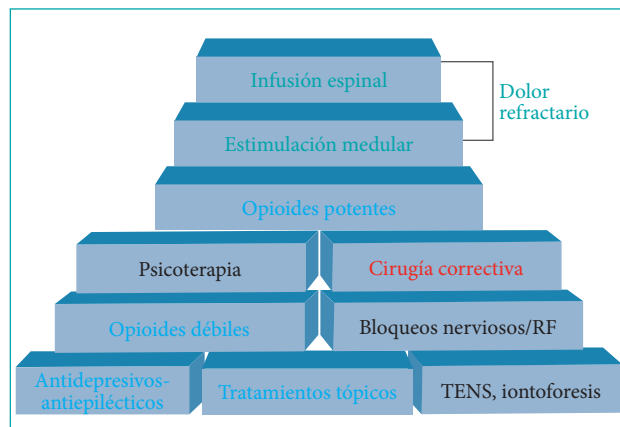 Infusión espinal
Dolor
refractario
Estimulación medular
Opioides potentes
Psicoterapia
Cirugía correctiva
Opioides débiles
Bloqueos nerviosos/RF
Antidepresivos-
antiepilécticos
Tratamientos tópicos
TENS, iontoforesis